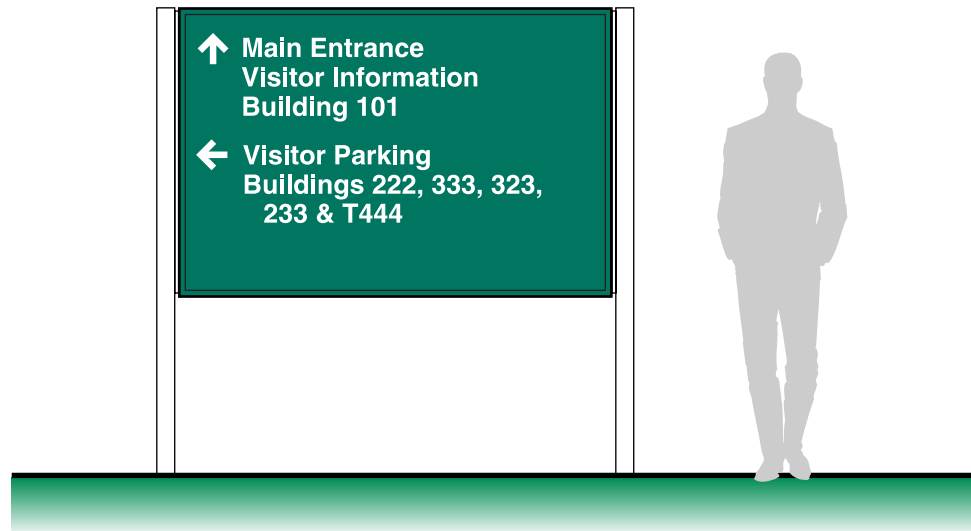 Main Entrance
Visitor Information
Building 101
Visitor Parking
Buildings 222, 333, 323,
233 & T444